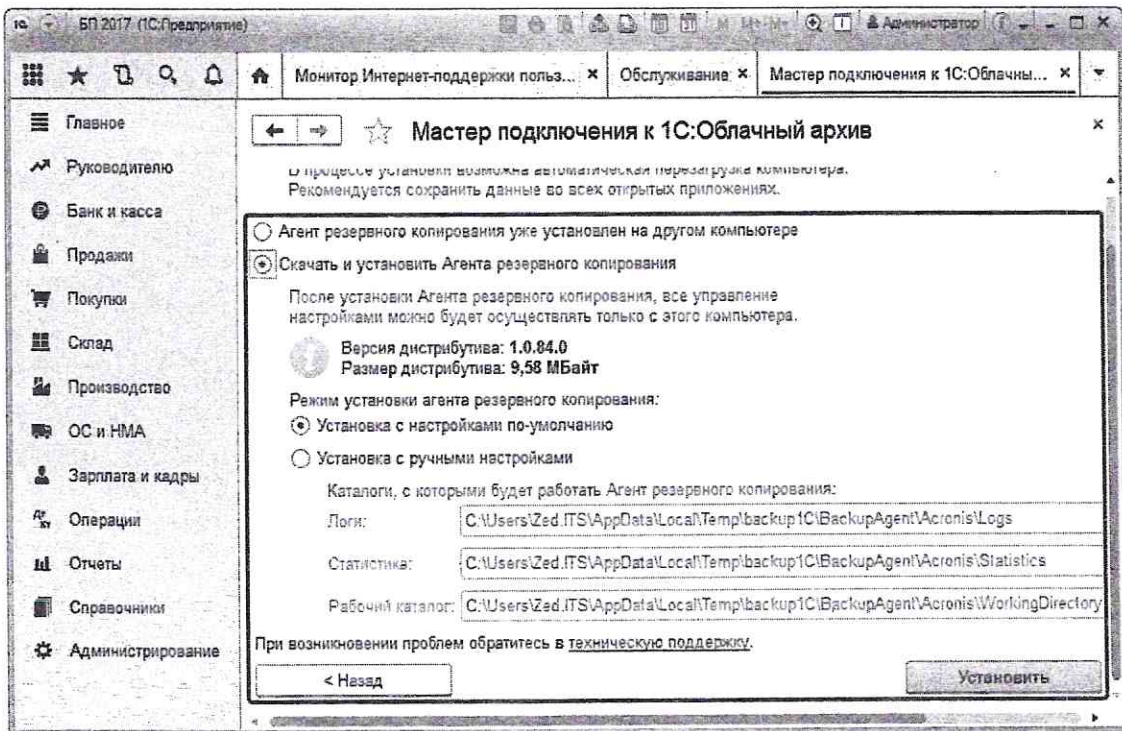 1С БП 2017 (1С:Предприятие)
M M+ M-
Администратор
Монитор Интернет-поддержки польз... ×
Обслуживание ×
Мастер подключения к 1С:Облачны... ×
Главное
Руководителю
Банк и касса
Продажи
Покупки
Склад
Производство
ОС и НМА
Зарплата и кадры
Операции
Отчеты
Справочники
Администрирование
Мастер подключения к 1С:Облачный архив
В процессе установки возможна автоматическая перезагрузка компьютера.
Рекомендуется сохранить данные во всех открытых приложениях.
Агент резервного копирования уже установлен на другом компьютере
Скачать и установить Агента резервного копирования
После установки Агента резервного копирования, все управление
настройками можно будет осуществлять только с этого компьютера.
Версия дистрибутива: 1.0.84.0
Размер дистрибутива: 9,58 МБайт
Режим установки агента резервного копирования:
Установка с настройками по-умолчанию
Установка с ручными настройками
Каталоги, с которыми будет работать Агент резервного копирования:
Логи: C:\Users\Zed.ITS\AppData\Local\Temp\backup1C\BackupAgent\Acronis\Logs
Статистика: C:\Users\Zed.ITS\AppData\Local\Temp\backup1C\BackupAgent\Acronis\Statistics
Рабочий каталог: C:\Users\Zed.ITS\AppData\Local\Temp\backup1C\BackupAgent\Acronis\WorkingDirectory
При возникновении проблем обратитесь в техническую поддержку.
< Назад
Установить